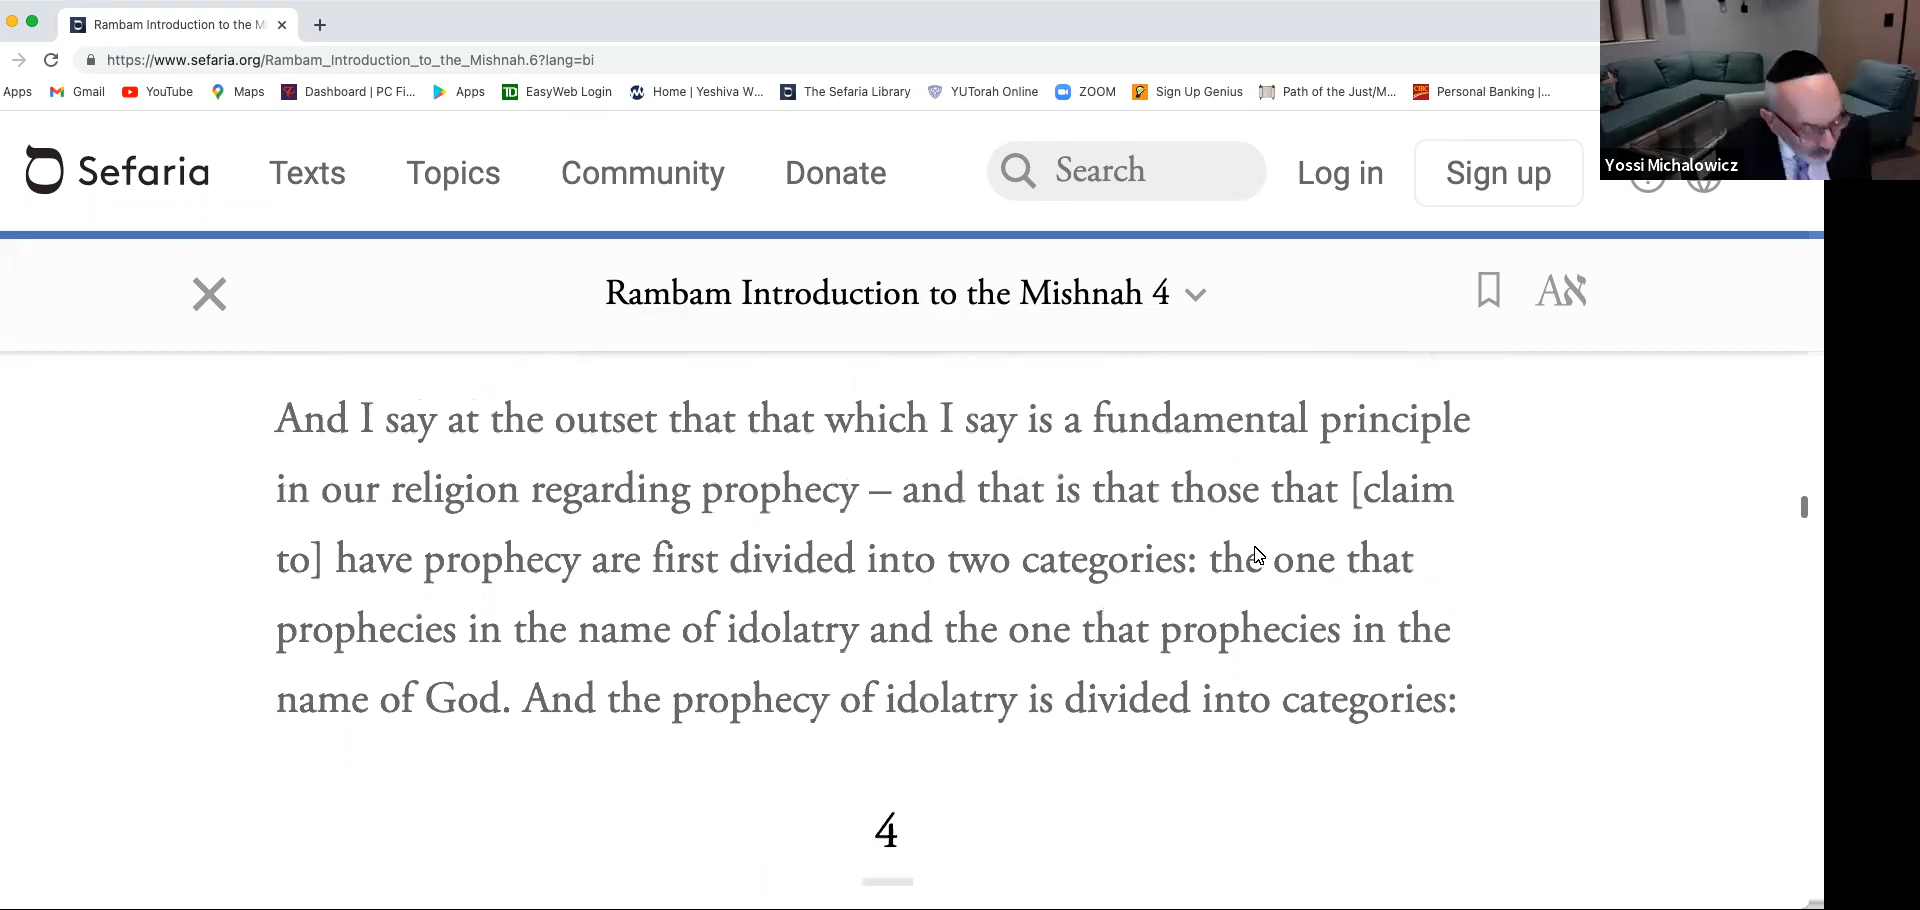 Rambam Introduction to the M
https://www.sefaria.org/Rambam_Introduction_to_the_Mishnah.6?lang=bi
Apps Gmail YouTube Maps Dashboard | PC Fi... Apps EasyWeb Login Home | Yeshiva W... The Sefaria Library YUTorah Online ZOOM Sign Up Genius Path of the Just/M... Personal Banking |...
Yossi Michalowicz
Sefaria Texts Topics Community Donate Search Log in Sign up
Rambam Introduction to the Mishnah 4
Aא
And I say at the outset that that which I say is a fundamental principle
in our religion regarding prophecy – and that is that those that [claim
to] have prophecy are first divided into two categories: the one that
prophecies in the name of idolatry and the one that prophecies in the
name of God. And the prophecy of idolatry is divided into categories:
4